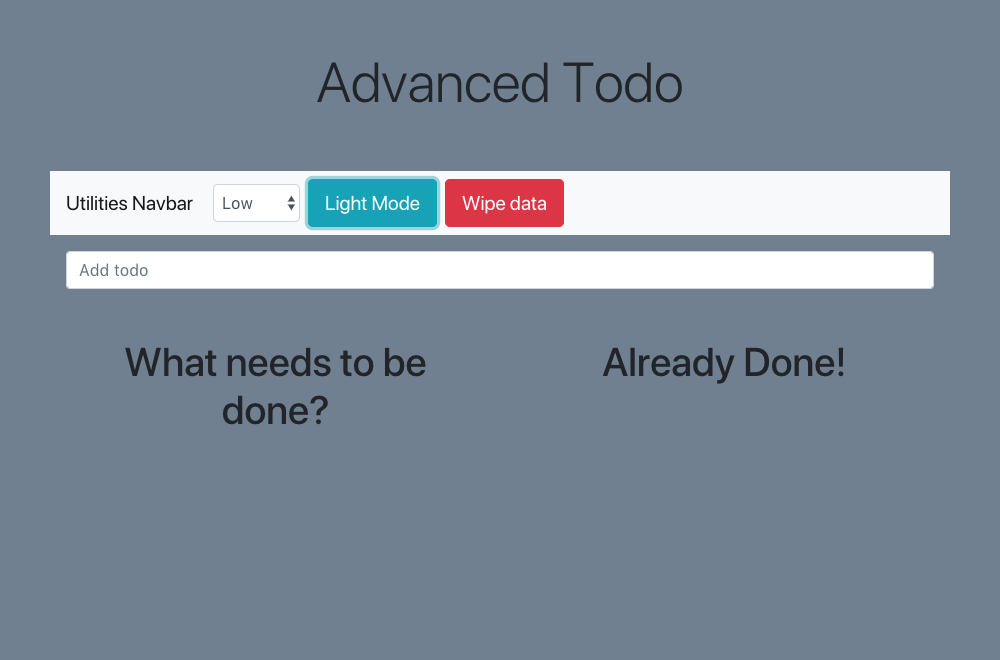 Advanced Todo
Utilities Navbar Low Light Mode Wipe data
Add todo
What needs to be
done?
Already Done!